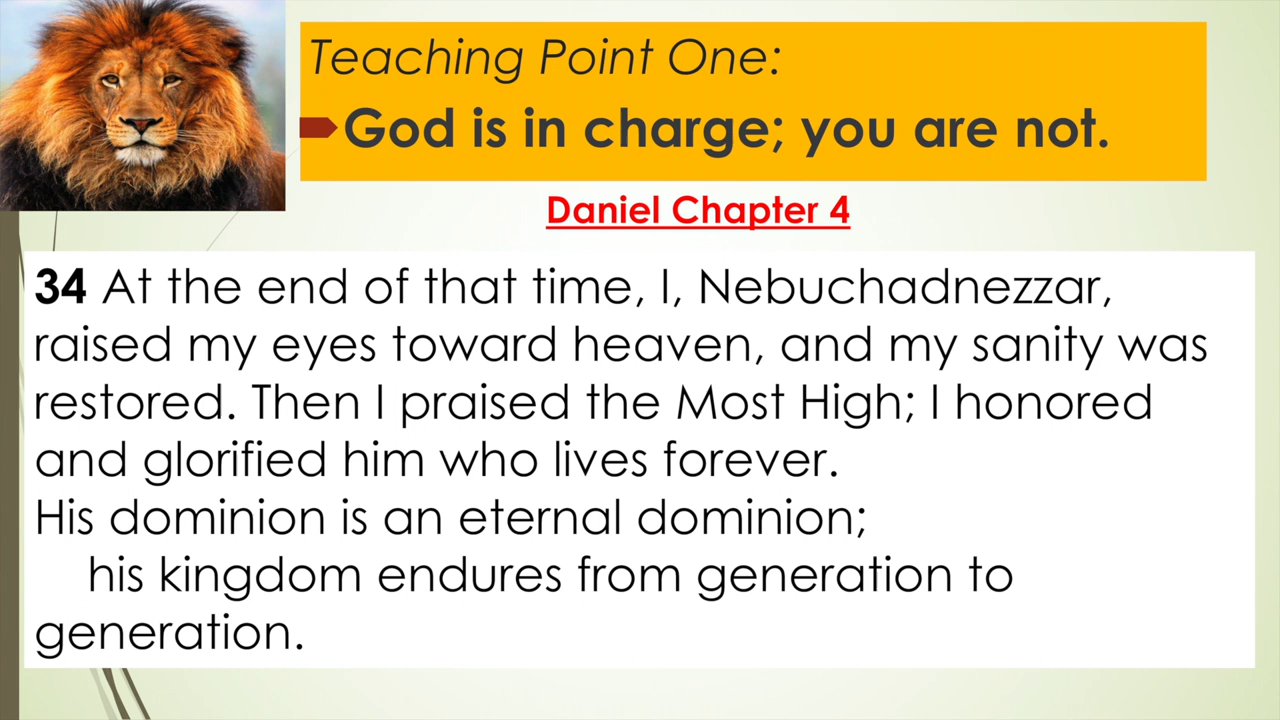 Teaching Point One:
God is in charge; you are not.
Daniel Chapter 4
34 At the end of that time, I, Nebuchadnezzar,
raised my eyes toward heaven, and my sanity was
restored. Then I praised the Most High; I honored
and glorified him who lives forever.
His dominion is an eternal dominion;
his kingdom endures from generation to
generation.